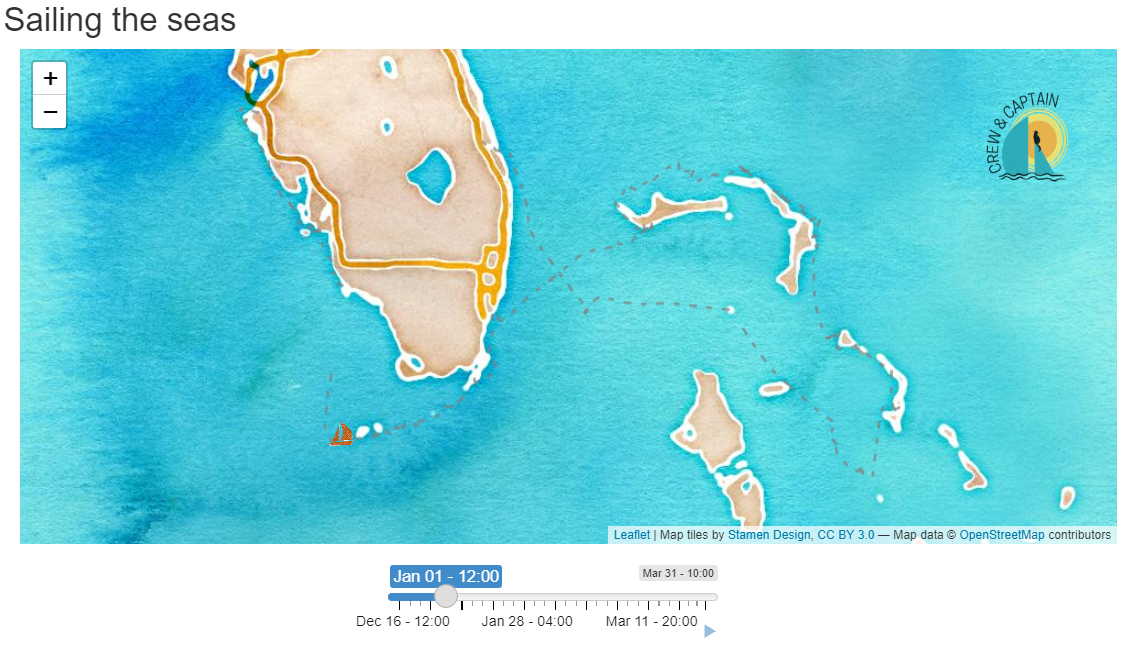 Sailing the seas
+
−
CREW & CAPTAIN
Leaflet | Map tiles by Stamen Design, CC BY 3.0 — Map data © OpenStreetMap contributors
Jan 01 - 12:00
Mar 31 - 10:00
Dec 16 - 12:00 Jan 28 - 04:00 Mar 11 - 20:00